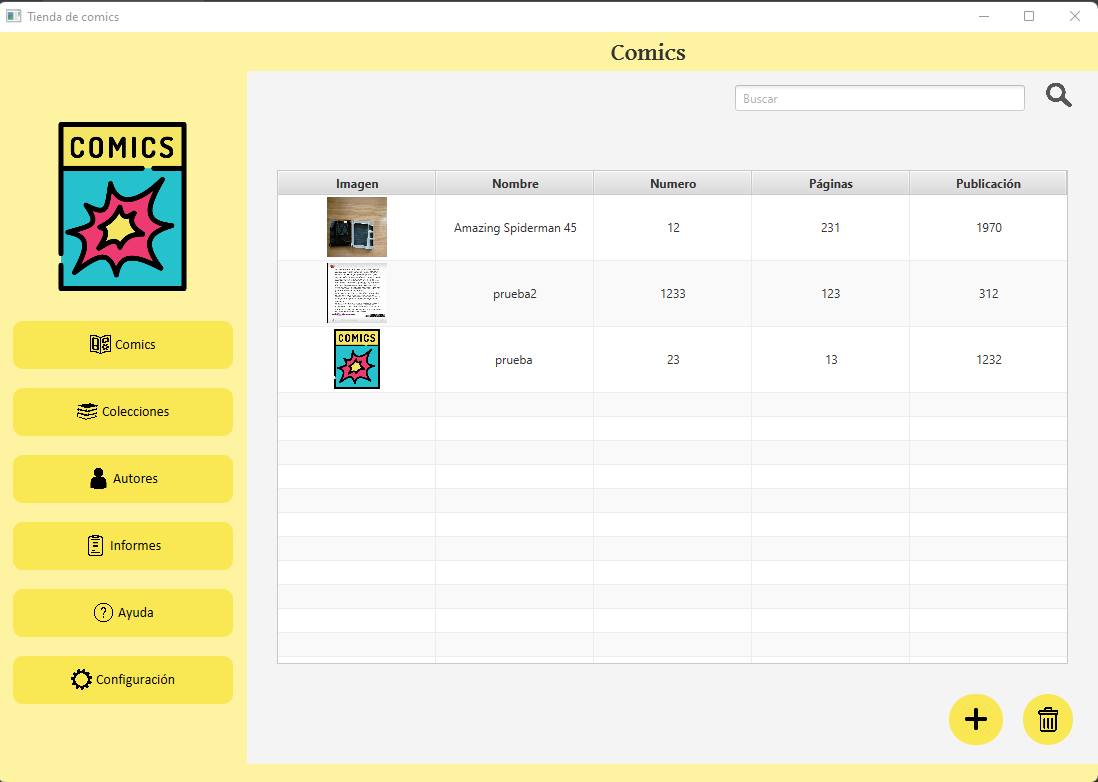 Tienda de comics
Comics
Buscar
COMICS
Comics
Colecciones
Autores
Informes
? Ayuda
Configuración
Imagen Nombre Numero Páginas Publicación
Amazing Spiderman 45 12 231 1970
prueba2 1233 123 312
COMICS
prueba 23 13 1232